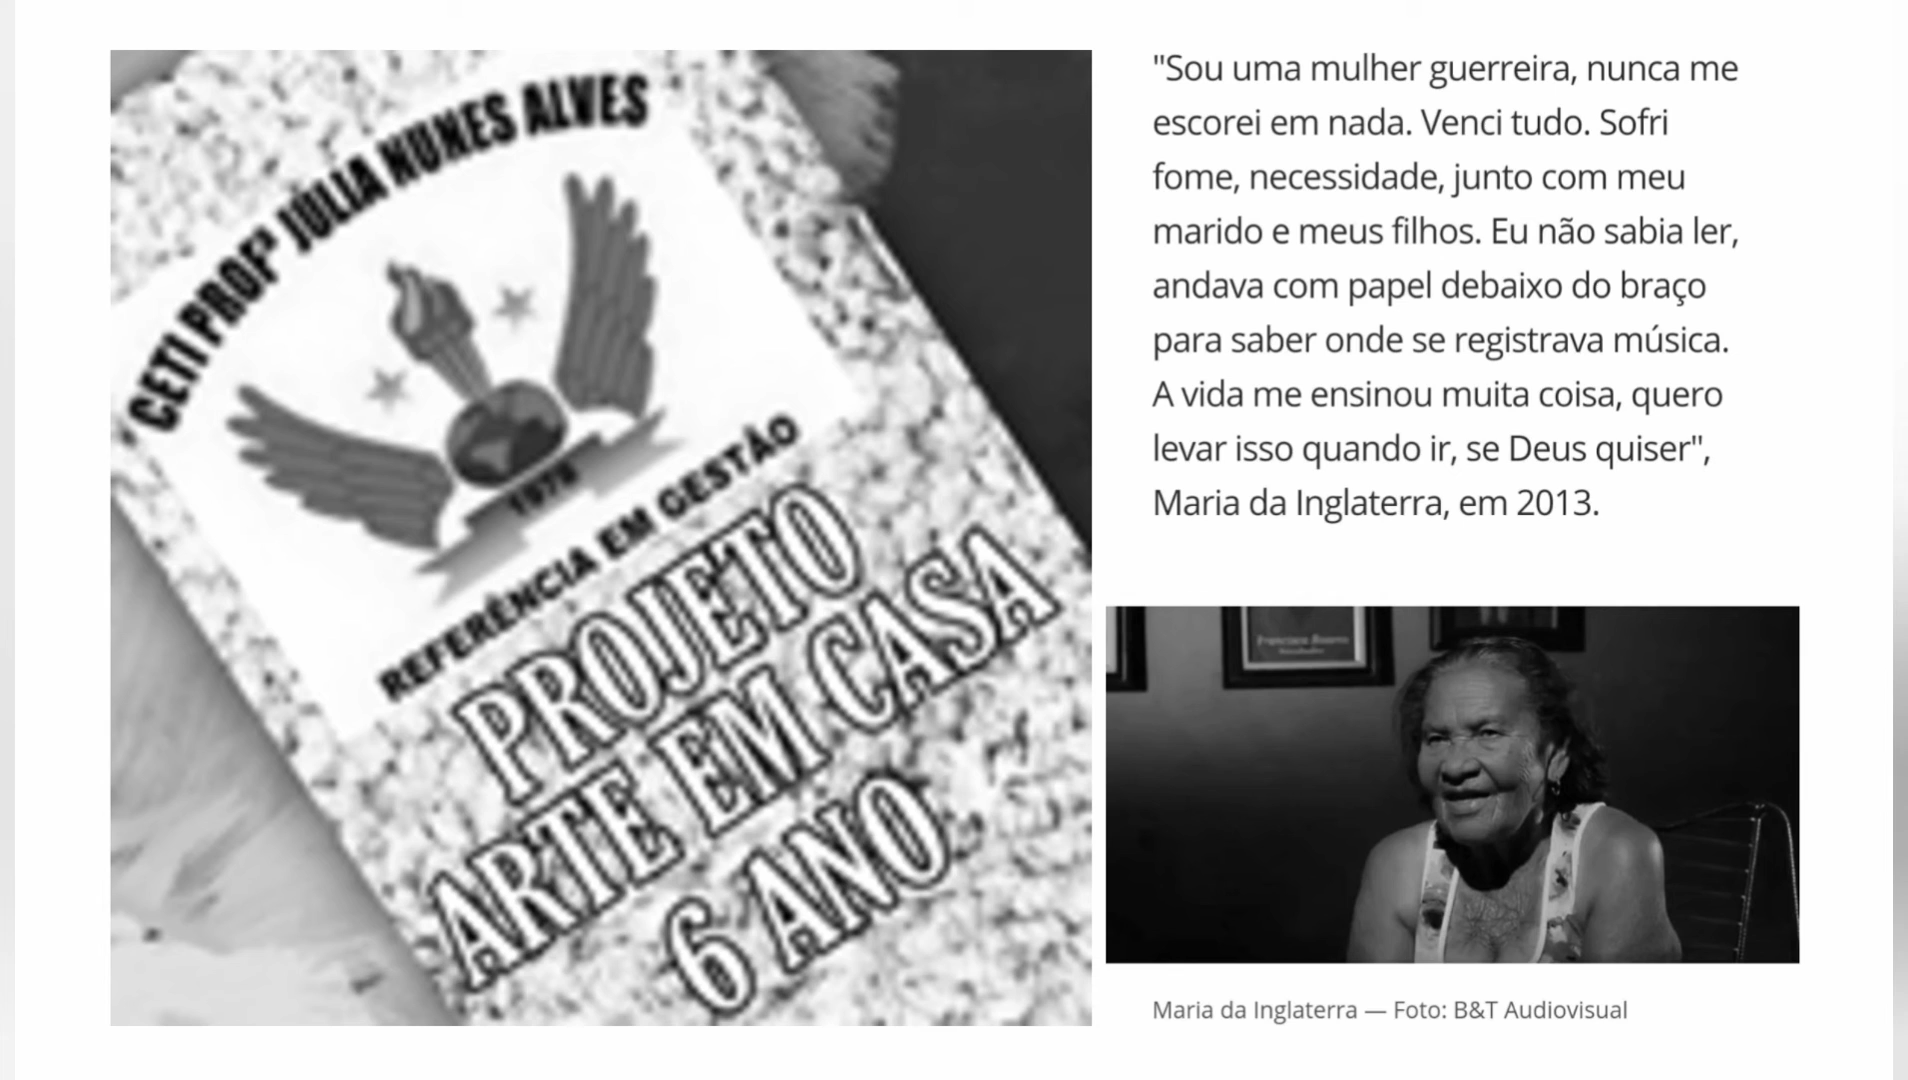 CETI PROFª JÚLIA NUNES ALVES
1978
REFERÊNCIA EM GESTÃO
PROJETO
ARTE EM CASA
6 ANO
"Sou uma mulher guerreira, nunca me
escorei em nada. Venci tudo. Sofri
fome, necessidade, junto com meu
marido e meus filhos. Eu não sabia ler,
andava com papel debaixo do braço
para saber onde se registrava música.
A vida me ensinou muita coisa, quero
levar isso quando ir, se Deus quiser",
Maria da Inglaterra, em 2013.
Maria da Inglaterra — Foto: B&T Audiovisual